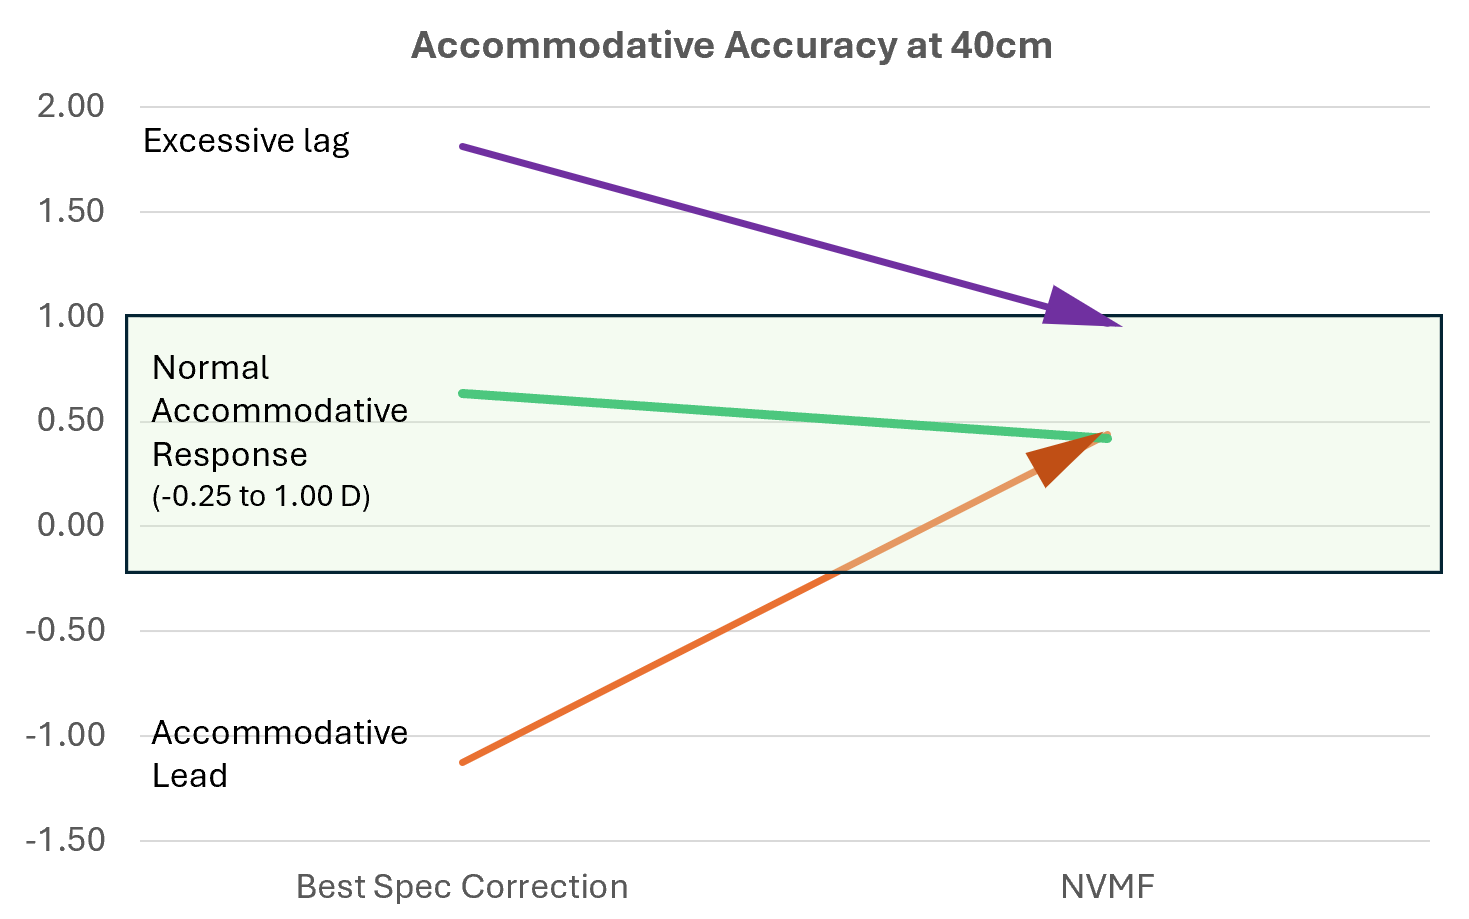 Accommodative Accuracy at 40cm
2.00
Excessive lag
1.50
1.00
Normal
Accommodative
0.50
Response
(-0.25 to 1.00 D)
0.00
-0.50
Accommodative
-1.00
Lead
-1.50
Best Spec Correction
NVMF